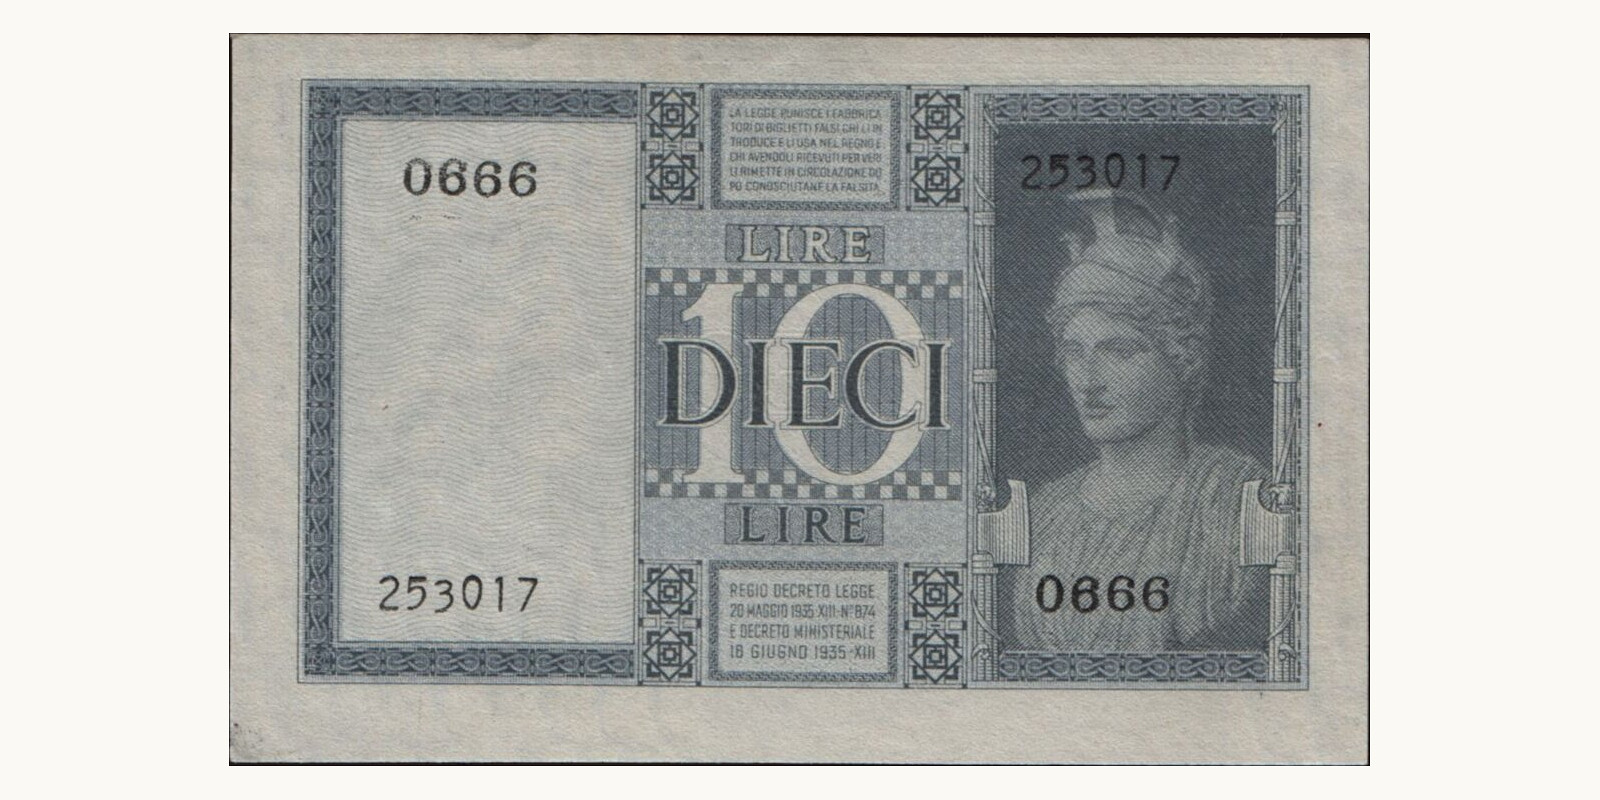 0666
253017
LA LEGGE PUNISCE I FABBRICA
TORI DI BIGLIETTI FALSI CHI LI IN
TRODUCE E LI USA NEL REGNO E
CHI AVENDOLI RICEVUTI PER VERI
LI RIMETTE IN CIRCOLAZIONE DO
PO CONOSCIUTANE LA FALSITÀ
LIRE
10
DIECI
LIRE
REGIO DECRETO LEGGE
20 MAGGIO 1935·XIII·N° 874
E DECRETO MINISTERIALE
18 GIUGNO 1935·XIII
253017
0666